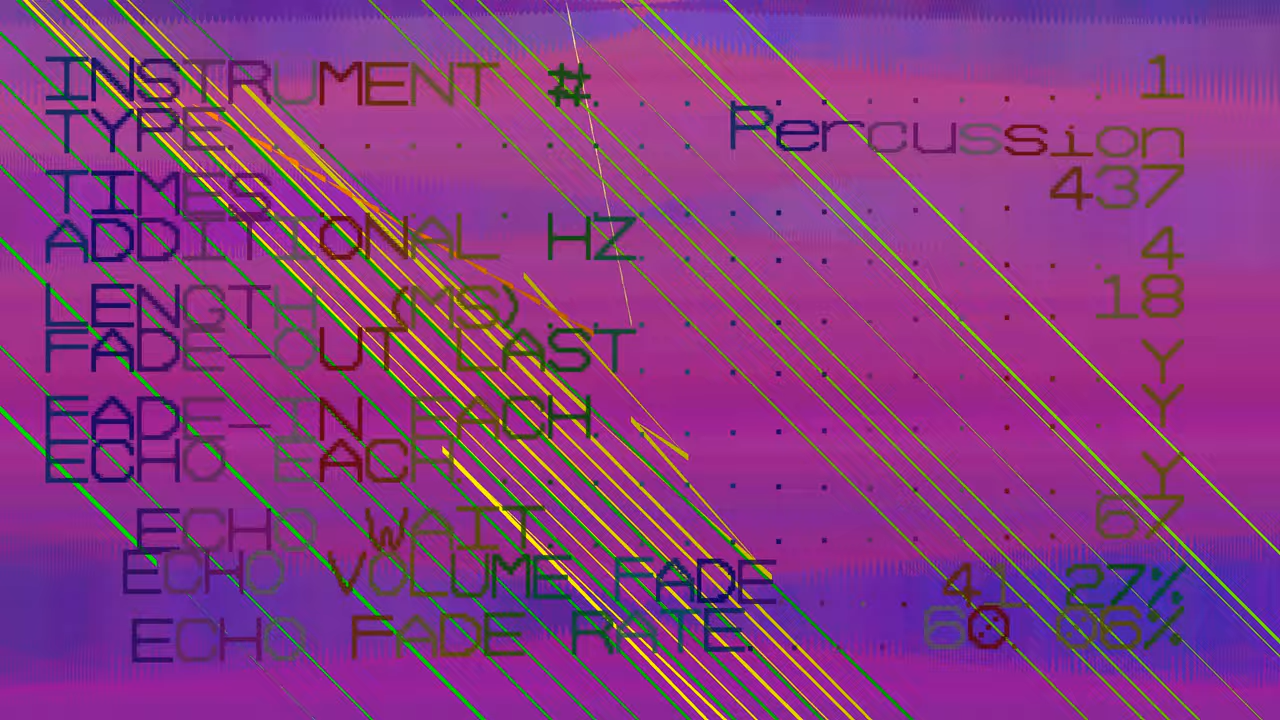 INSTRUMENT #. . . . . . . . . . . . 1
TYPE. . . . . . . . . . . Percussion
TIMES. . . . . . . . . . . . . . . . . . 437
ADDITIONAL HZ. . . . . . . . . . . 4
LENGTH (MS). . . . . . . . . . . . . 18
FADE-OUT LAST. . . . . . . . . . . Y
FADE-IN EACH. . . . . . . . . . . . Y
ECHO EACH. . . . . . . . . . . . . . Y
ECHO WAIT. . . . . . . . . . . . . 67
ECHO VOLUME FADE . . . 41 27%
ECHO FADE RATE. . . . . 60. 06%